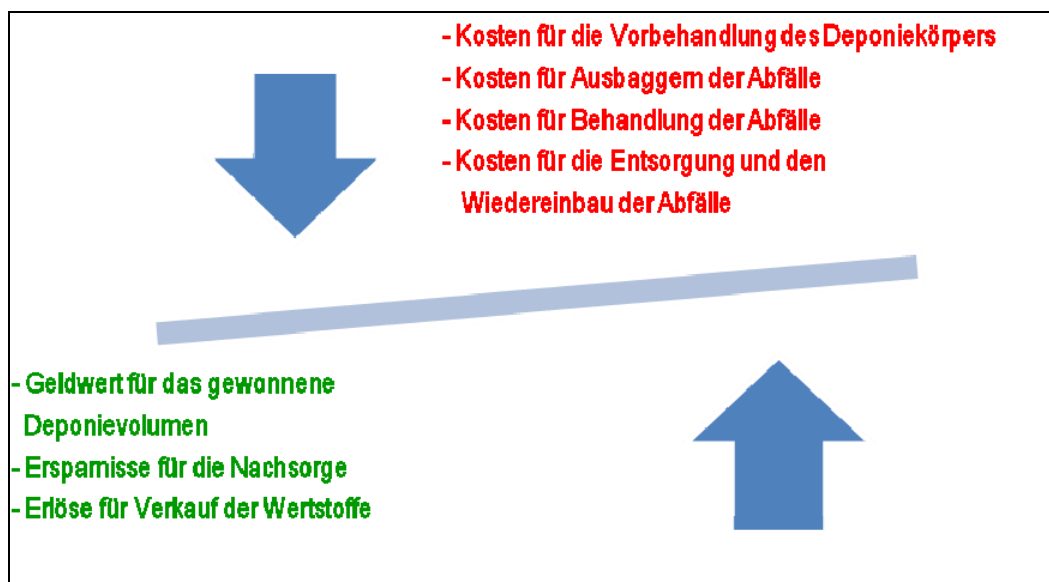 - Kosten für die Vorbehandlung des Deponiekörpers
- Kosten für Ausbaggern der Abfälle
- Kosten für Behandlung der Abfälle
- Kosten für die Entsorgung und den
Wiedereinbau der Abfälle
- Geldwert für das gewonnene
Deponievolumen
- Ersparnisse für die Nachsorge
- Erlöse für Verkauf der Wertstoffe